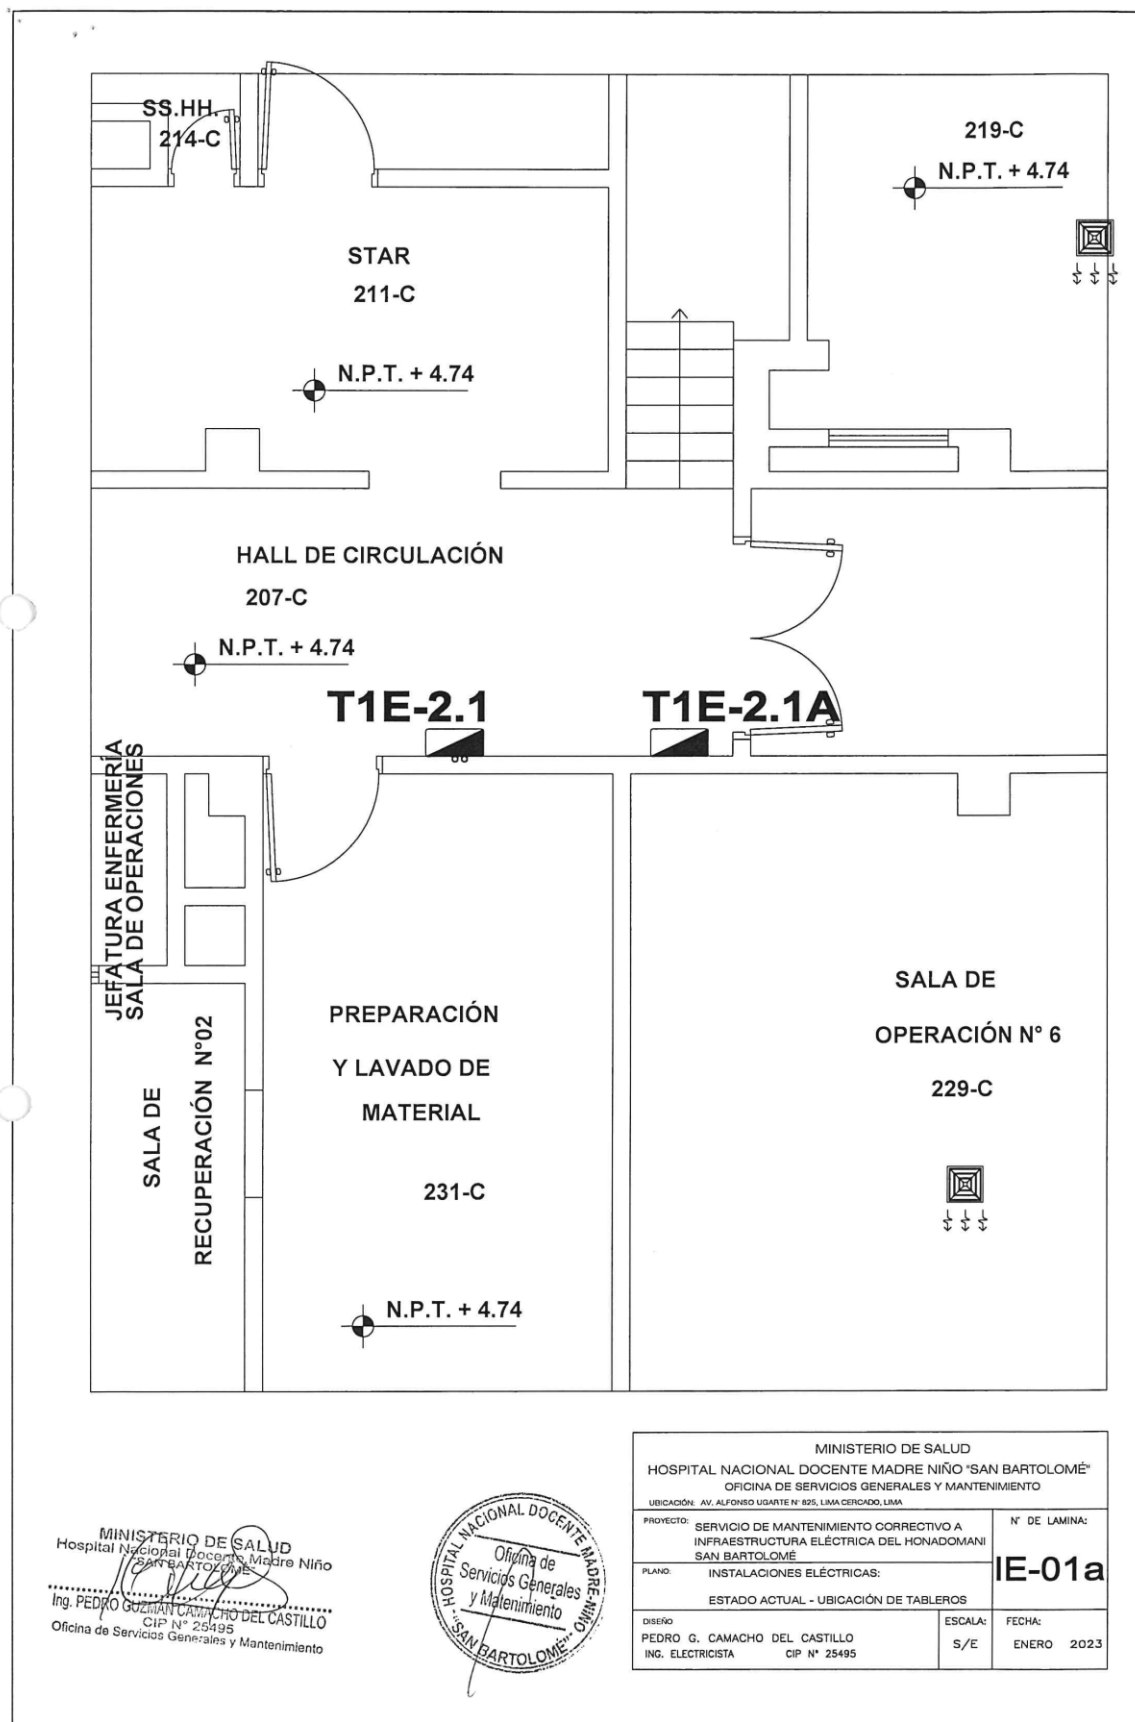 SS.HH.
214-C
219-C
N.P.T. + 4.74
STAR
211-C
N.P.T. + 4.74
HALL DE CIRCULACIÓN
207-C
N.P.T. + 4.74
T1E-2.1
T1E-2.1A
JEFATURA ENFERMERÍA
SALA DE OPERACIONES
SALA DE
RECUPERACIÓN N°02
PREPARACIÓN
Y LAVADO DE
MATERIAL
231-C
N.P.T. + 4.74
SALA DE
OPERACIÓN N° 6
229-C
MINISTERIO DE SALUD
Hospital Nacional Docente Madre Niño
"SAN BARTOLOMÉ"
Ing. PEDRO GUZMÁN CAMACHO DEL CASTILLO
CIP N° 25495
Oficina de Servicios Generales y Mantenimiento
HOSPITAL NACIONAL DOCENTE MADRE-NIÑO
"SAN BARTOLOMÉ"
Oficina de
Servicios Generales
y Mantenimiento
MINISTERIO DE SALUD
HOSPITAL NACIONAL DOCENTE MADRE NIÑO "SAN BARTOLOMÉ"
OFICINA DE SERVICIOS GENERALES Y MANTENIMIENTO
UBICACIÓN: AV. ALFONSO UGARTE N° 825, LIMA CERCADO, LIMA
PROYECTO: SERVICIO DE MANTENIMIENTO CORRECTIVO A
INFRAESTRUCTURA ELÉCTRICA DEL HONADOMANI
SAN BARTOLOMÉ
N° DE LAMINA:
IE-01a
PLANO: INSTALACIONES ELÉCTRICAS:
ESTADO ACTUAL - UBICACIÓN DE TABLEROS
DISEÑO
PEDRO G. CAMACHO DEL CASTILLO
ING. ELECTRICISTA CIP N° 25495
ESCALA:
S/E
FECHA:
ENERO 2023